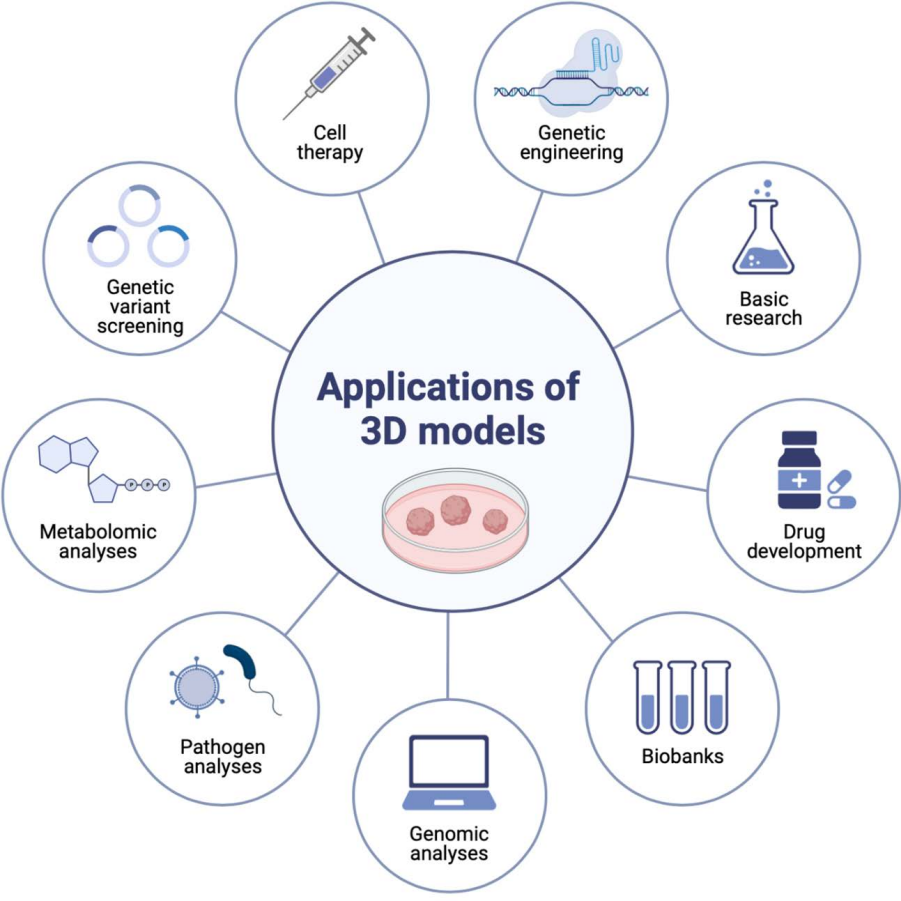 Cell
therapy
Genetic
engineering
Genetic
variant
screening
Basic
research
Applications of
3D models
Metabolomic
analyses
P P P
Drug
development
Pathogen
analyses
Biobanks
Genomic
analyses